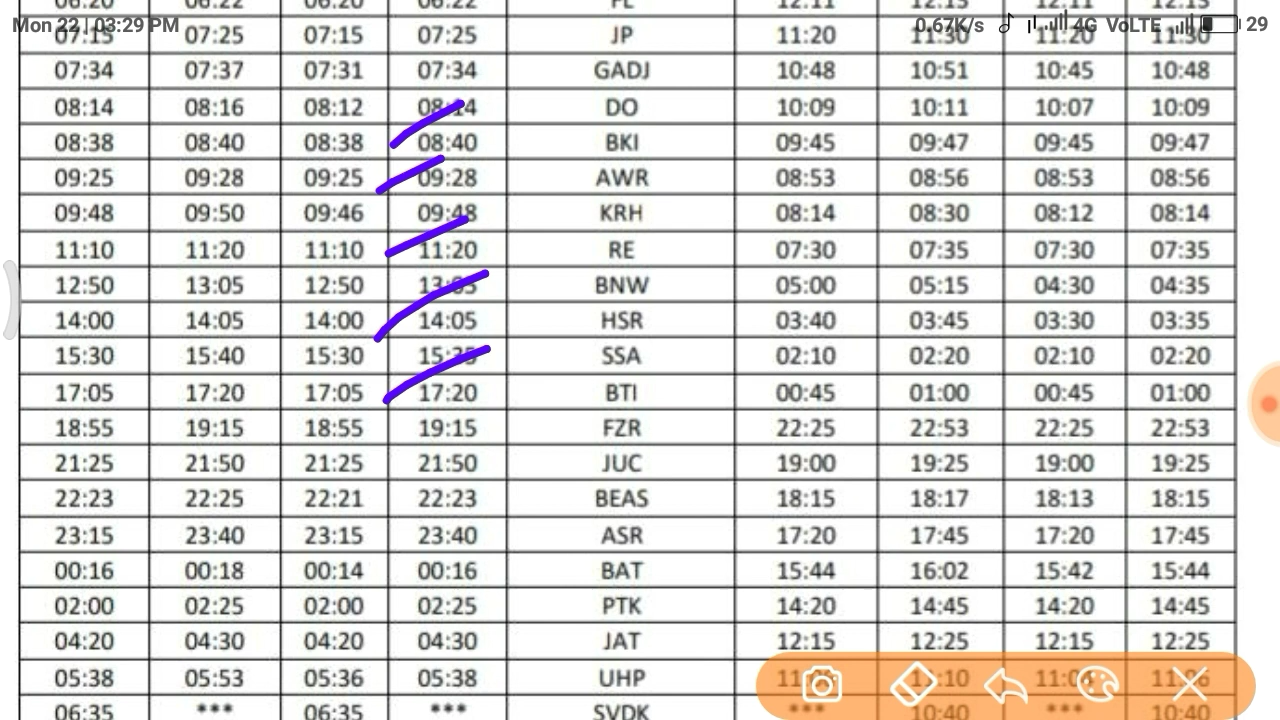 Mon 22 | 03:29 PM 0.67K/s 4G VoLTE 29
07:15 07:25 07:15 07:25 JP 11:20 11:30 11:20 11:30
07:34 07:37 07:31 07:34 GADJ 10:48 10:51 10:45 10:48
08:14 08:16 08:12 08:14 DO 10:09 10:11 10:07 10:09
08:38 08:40 08:38 08:40 BKI 09:45 09:47 09:45 09:47
09:25 09:28 09:25 09:28 AWR 08:53 08:56 08:53 08:56
09:48 09:50 09:46 09:48 KRH 08:14 08:30 08:12 08:14
11:10 11:20 11:10 11:20 RE 07:30 07:35 07:30 07:35
12:50 13:05 12:50 13:05 BNW 05:00 05:15 04:30 04:35
14:00 14:05 14:00 14:05 HSR 03:40 03:45 03:30 03:35
15:30 15:40 15:30 SSA 02:10 02:20 02:10 02:20
17:05 17:20 17:05 17:20 BTI 00:45 01:00 00:45 01:00
18:55 19:15 18:55 19:15 FZR 22:25 22:53 22:25 22:53
21:25 21:50 21:25 21:50 JUC 19:00 19:25 19:00 19:25
22:23 22:25 22:21 22:23 BEAS 18:15 18:17 18:13 18:15
23:15 23:40 23:15 23:40 ASR 17:20 17:45 17:20 17:45
00:16 00:18 00:14 00:16 BAT 15:44 16:02 15:42 15:44
02:00 02:25 02:00 02:25 PTK 14:20 14:45 14:20 14:45
04:20 04:30 04:20 04:30 JAT 12:15 12:25 12:15 12:25
05:38 05:53 05:36 05:38 UHP 11:10 11:06
06:35 *** 06:35 *** SVDK *** 10:40 *** 10:40